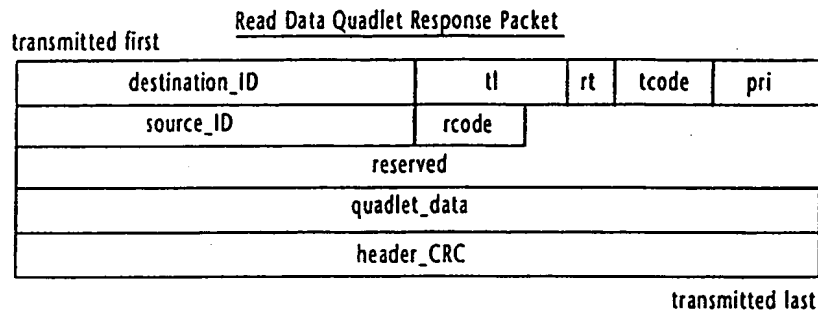 Read Data Quadlet Response Packet
transmitted first
destination_ID tl rt tcode pri
source_ID rcode
reserved
quadlet_data
header_CRC
transmitted last